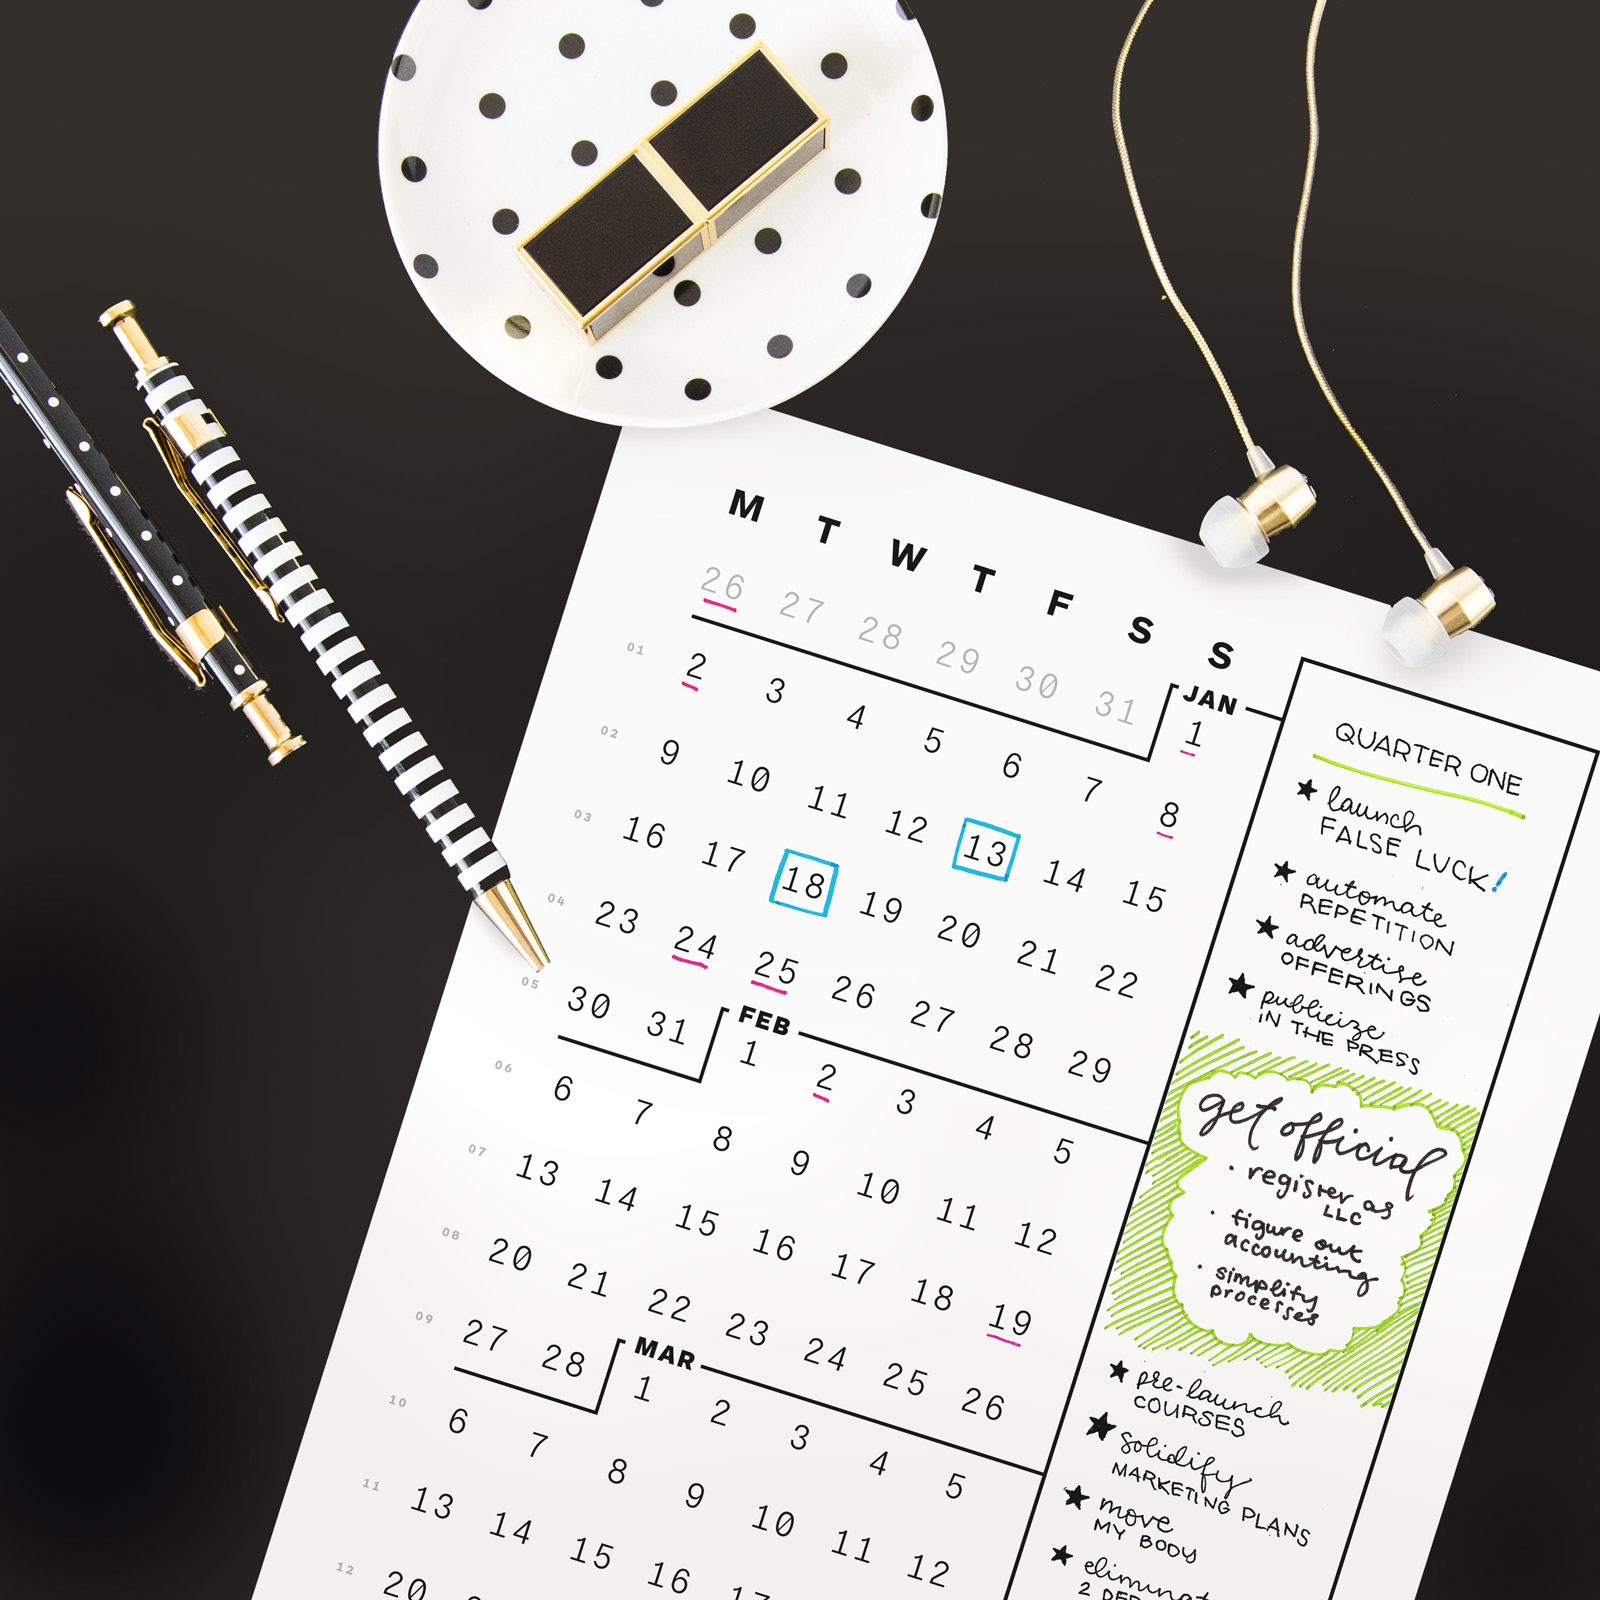 M T W T F S S
26 27 28 29 30 31
JAN
1
01 2 3 4 5 6 7 8
02 9 10 11 12 13 14 15
03 16 17 18 19 20 21 22
04 23 24 25 26 27 28 29
05 30 31
FEB
1 2 3 4 5
06 6 7 8 9 10 11 12
07 13 14 15 16 17 18 19
08 20 21 22 23 24 25 26
09 27 28
MAR
1 2 3 4 5
10 6 7 8 9 10 11 12
11 13 14 15 16
12 20
QUARTER ONE
launch
FALSE LUCK!
automate
REPETITION
advertise
OFFERINGS
publicize
IN THE PRESS
get official
· register as
LLC
· figure out
accounting
· simplify
processes
pre-launch
COURSES
solidify
MARKETING PLANS
move
MY BODY
2